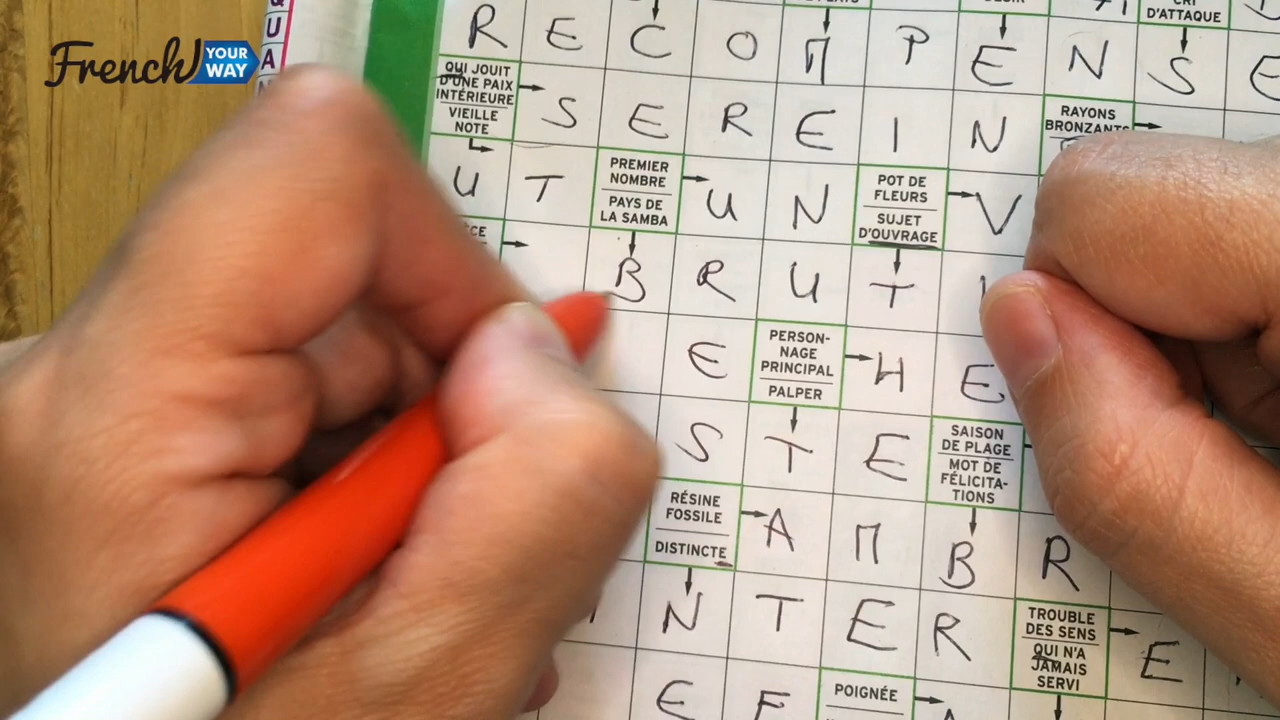 French YOUR WAY
Q
U
A
N
CRI
D'ATTAQUE
R E C O M P E N S E
QUI JOUIT
D'UNE PAIX
INTÉRIEURE
VIEILLE
NOTE
S E R E I N
RAYONS
BRONZANTS
U T
PREMIER
NOMBRE
PAYS DE
LA SAMBA
U N
POT DE
FLEURS
SUJET
D'OUVRAGE
V
B R U T I
E
PERSON-
NAGE
PRINCIPAL
PALPER
H E
S T E
SAISON
DE PLAGE
MOT DE
FÉLICITA-
TIONS
RÉSINE
FOSSILE
DISTINCTE
A M B R
N T E R
TROUBLE
DES SENS
QUI N'A
JAMAIS
SERVI
E
E F
POIGNÉE